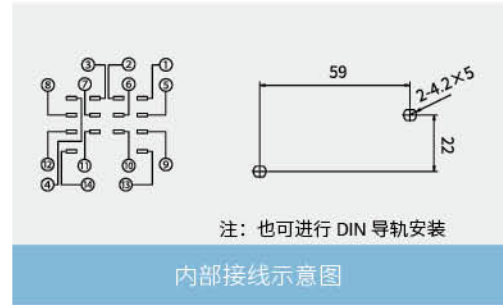 ③ ② ①
59
⑧ ⑦ ⑥ ⑤
2-4.2×5
22
⑫ ⑪ ⑩ ⑨
④ ⑭ ⑬
注：也可进行 DIN 导轨安装
内部接线示意图